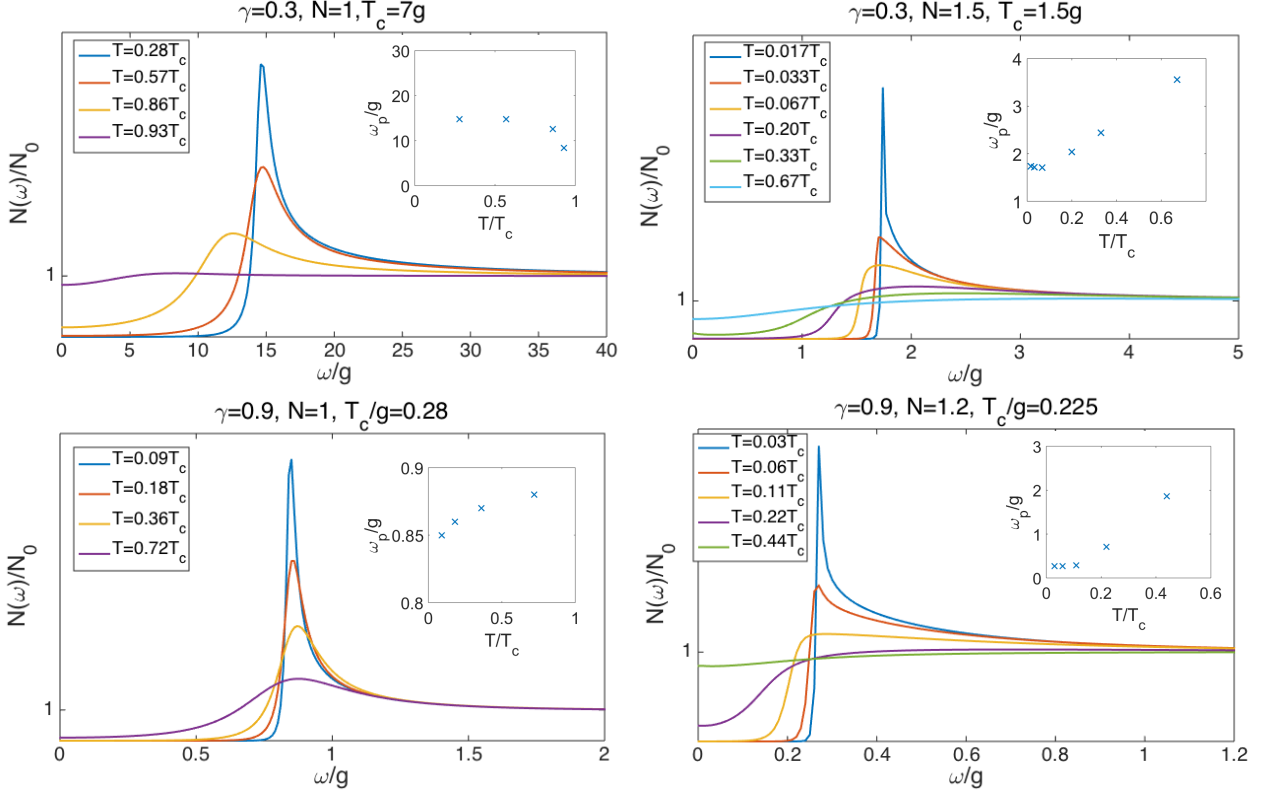 γ=0.3, N=1,T_c=7g
T=0.28T_c
T=0.57T_c
T=0.86T_c
T=0.93T_c
N(ω)/N_0
1
0 5 10 15 20 25 30 35 40
ω/g
30
20
10
0
ω_p/g
0 0.5 1
T/T_c
γ=0.3, N=1.5, T_c=1.5g
T=0.017T_c
T=0.033T_c
T=0.067T_c
T=0.20T_c
T=0.33T_c
T=0.67T_c
N(ω)/N_0
1
0 1 2 3 4 5
ω/g
4
3
2
1
ω_p/g
0 0.2 0.4 0.6
T/T_c
γ=0.9, N=1, T_c/g=0.28
T=0.09T_c
T=0.18T_c
T=0.36T_c
T=0.72T_c
N(ω)/N_0
1
0 0.5 1 1.5 2
ω/g
0.9
0.85
0.8
ω_p/g
0 0.5 1
T/T_c
γ=0.9, N=1.2, T_c/g=0.225
T=0.03T_c
T=0.06T_c
T=0.11T_c
T=0.22T_c
T=0.44T_c
N(ω)/N_0
1
0 0.2 0.4 0.6 0.8 1 1.2
ω/g
3
2
1
0
ω_p/g
0 0.2 0.4 0.6
T/T_c